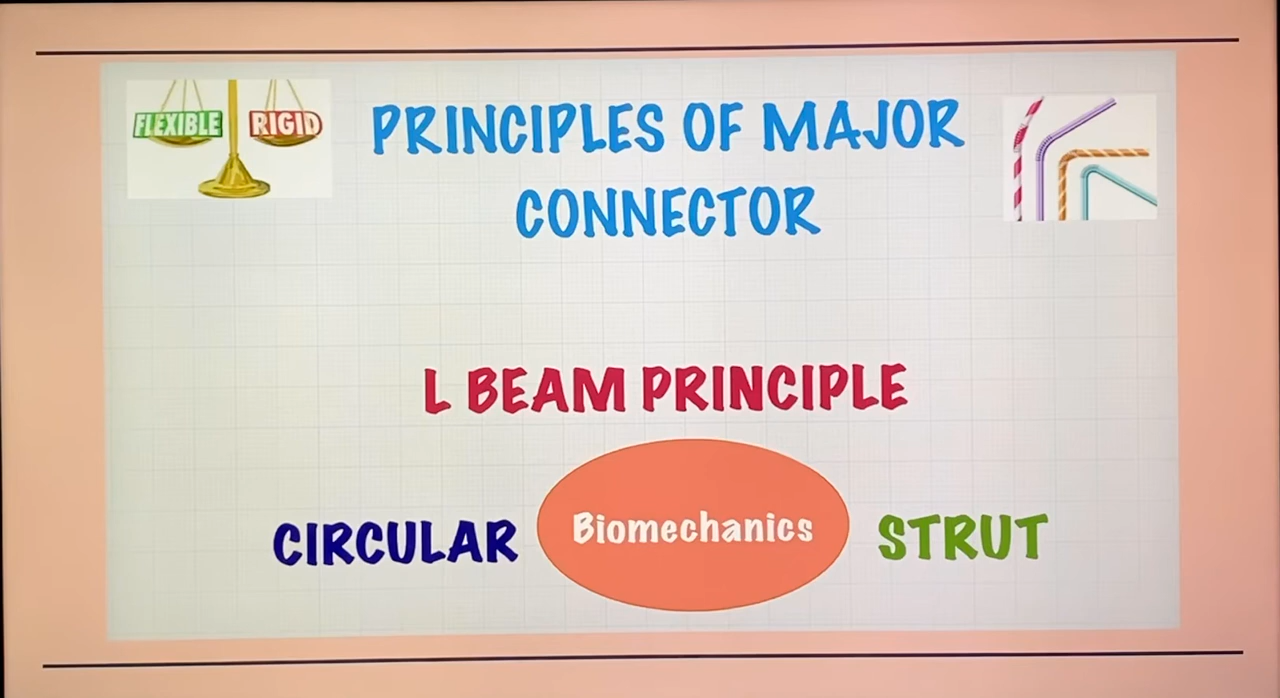 FLEXIBLE RIGID
PRINCIPLES OF MAJOR
CONNECTOR
L BEAM PRINCIPLE
CIRCULAR Biomechanics STRUT